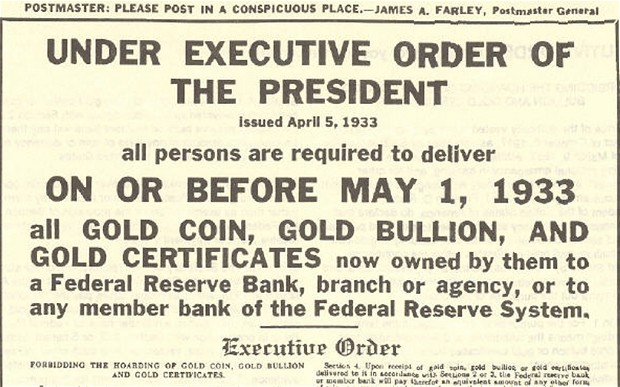 POSTMASTER: PLEASE POST IN A CONSPICUOUS PLACE.—JAMES A. FARLEY, Postmaster General
UNDER EXECUTIVE ORDER OF
THE PRESIDENT
issued April 5, 1933
all persons are required to deliver
ON OR BEFORE MAY 1, 1933
all GOLD COIN, GOLD BULLION, AND
GOLD CERTIFICATES now owned by them to
a Federal Reserve Bank, branch or agency, or to
any member bank of the Federal Reserve System.
Executive Order
FORBIDDING THE HOARDING OF GOLD COIN, GOLD BULLION
AND GOLD CERTIFICATES.
Section 4. Upon receipt of gold coin, gold bullion or gold certificates
delivered to it in accordance with Sections 2 or 3, the Federal reserve bank
or member bank will pay therefor an equivalent amount of any other form